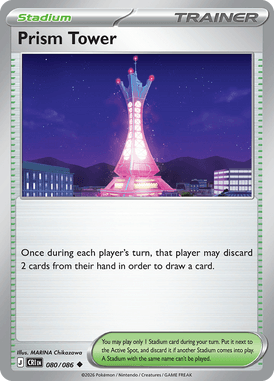 Stadium
TRAINER
Prism Tower
Once during each player's turn, that player may discard
2 cards from their hand in order to draw a card.
illus. MARINA Chikazawa
J CRI EN 080/086
©2026 Pokémon / Nintendo / Creatures / GAME FREAK
You may play only 1 Stadium card during your turn. Put it next to
the Active Spot, and discard it if another Stadium comes into play.
A Stadium with the same name can't be played.